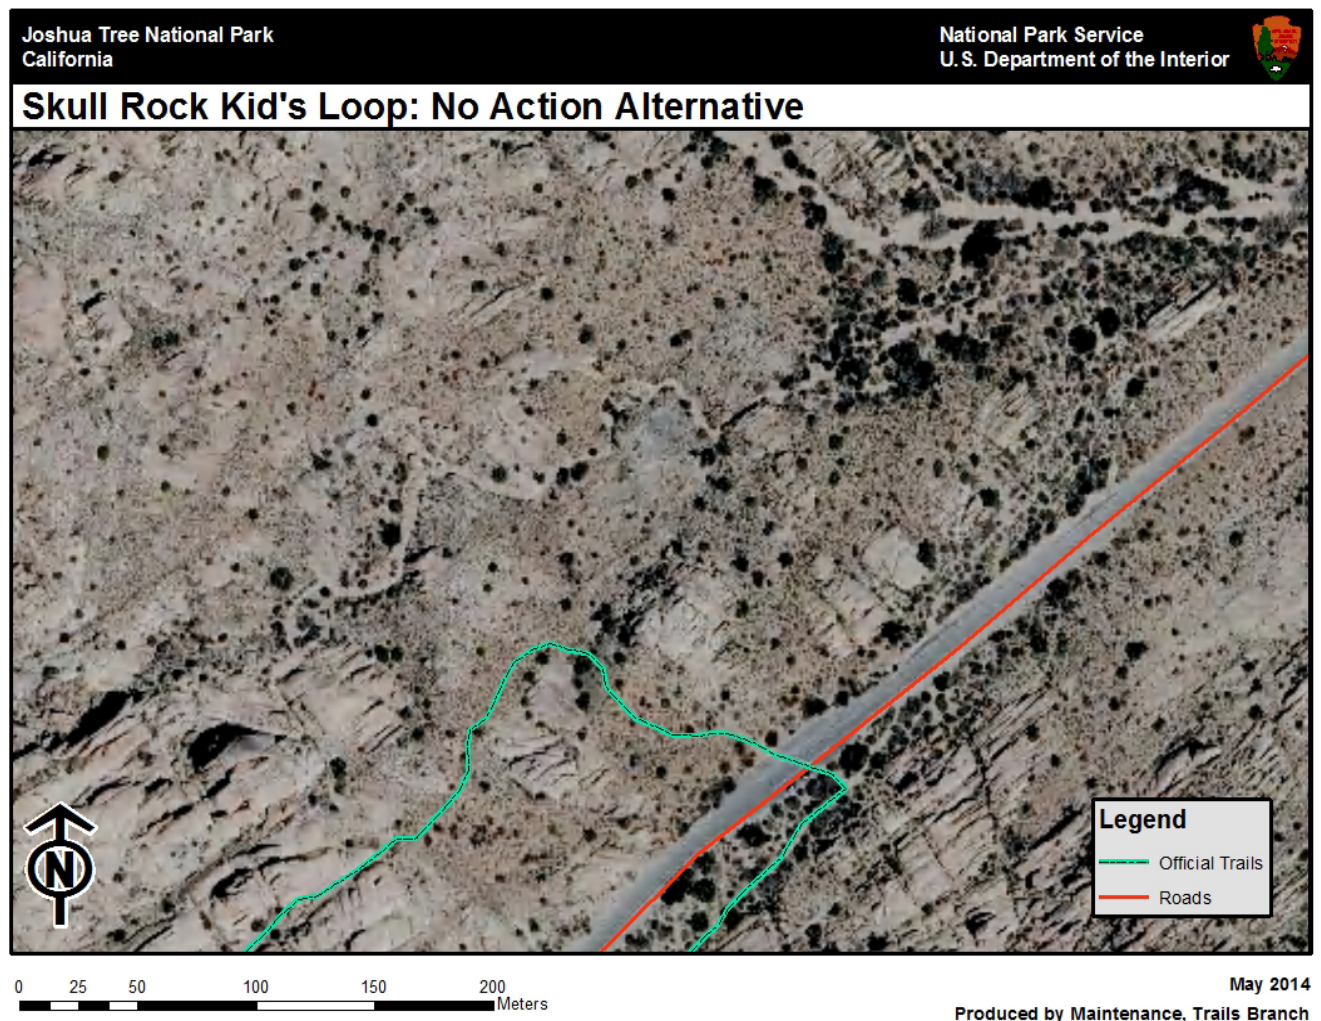 Joshua Tree National Park
California
National Park Service
U.S. Department of the Interior
Skull Rock Kid's Loop: No Action Alternative
N
Legend
Official Trails
Roads
0 25 50 100 150 200
Meters
May 2014
Produced by Maintenance, Trails Branch